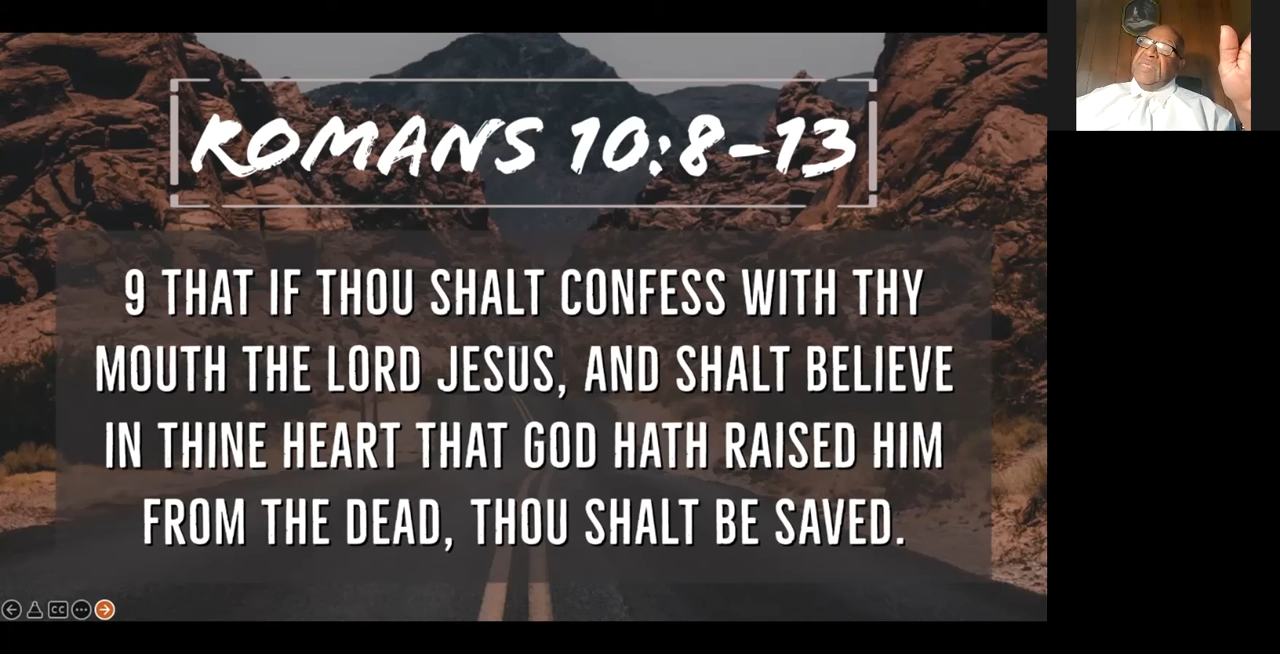 ROMANS 10:8-13
9 THAT IF THOU SHALT CONFESS WITH THY
MOUTH THE LORD JESUS, AND SHALT BELIEVE
IN THINE HEART THAT GOD HATH RAISED HIM
FROM THE DEAD, THOU SHALT BE SAVED.
CC